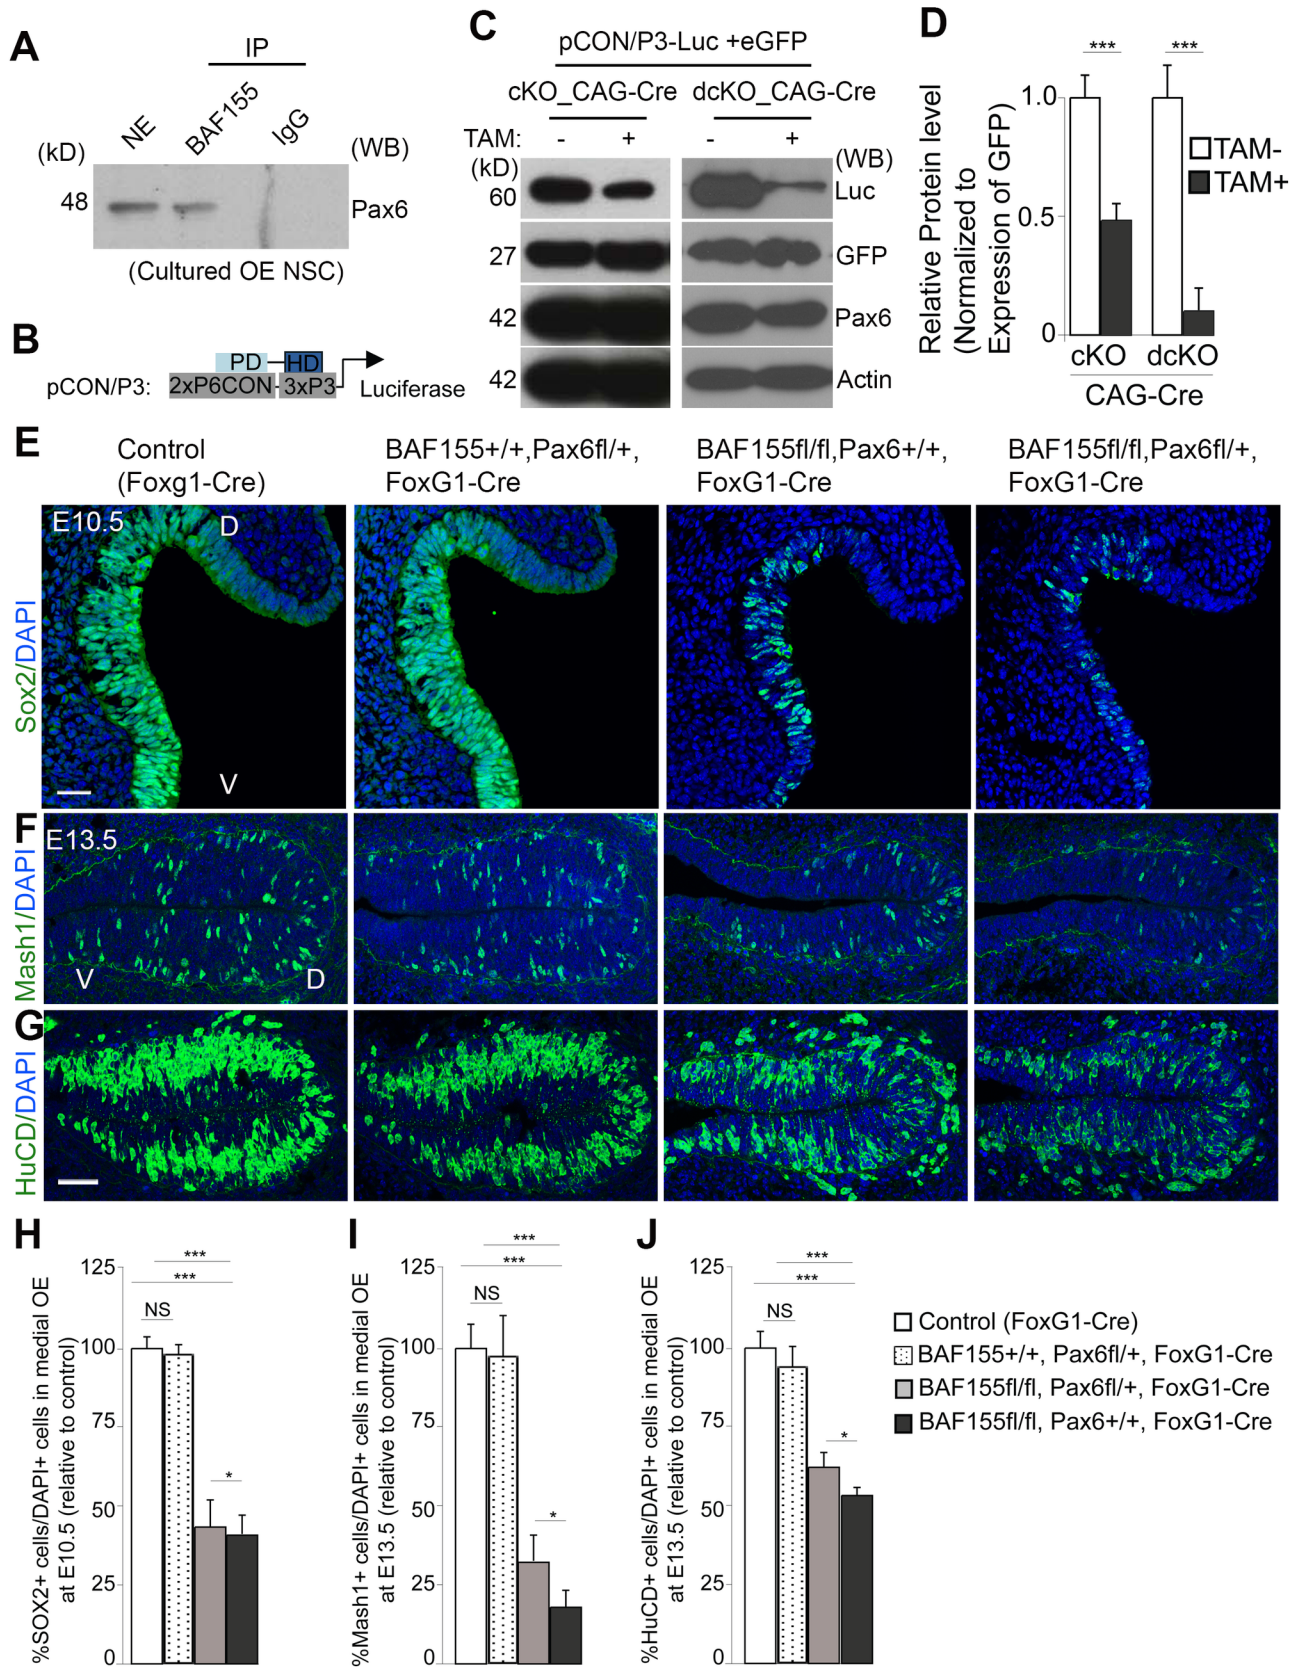 A
IP
NE
BAF155
IgG
(kD)
(WB)
48
Pax6
(Cultured OE NSC)
B
PD
HD
pCON/P3:
2xP6CON
3xP3
Luciferase
C
pCON/P3-Luc +eGFP
cKO_CAG-Cre
dcKO_CAG-Cre
TAM:
-
+
-
+
(kD)
(WB)
60
Luc
27
GFP
42
Pax6
42
Actin
D
Relative Protein level
(Normalized to
Expression of GFP)
***
***
1.0
0.5
0
TAM-
TAM+
cKO
dcKO
CAG-Cre
E
Control
(Foxg1-Cre)
BAF155+/+,Pax6fl/+,
FoxG1-Cre
BAF155fl/fl,Pax6+/+,
FoxG1-Cre
BAF155fl/fl,Pax6fl/+,
FoxG1-Cre
Sox2/DAPI
E10.5
D
V
F
Mash1/DAPI
E13.5
V
D
G
HuCD/DAPI
H
%SOX2+ cells/DAPI+ cells in medial OE
at E10.5 (relative to control)
125
100
75
50
25
0
***
***
NS
*
I
%Mash1+ cells/DAPI+ cells in medial OE
at E13.5 (relative to control)
125
100
75
50
25
0
***
***
NS
*
J
%HuCD+ cells/DAPI+ cells in medial OE
at E13.5 (relative to control)
125
100
75
50
25
0
***
***
NS
*
Control (FoxG1-Cre)
BAF155+/+, Pax6fl/+, FoxG1-Cre
BAF155fl/fl, Pax6fl/+, FoxG1-Cre
BAF155fl/fl, Pax6+/+, FoxG1-Cre